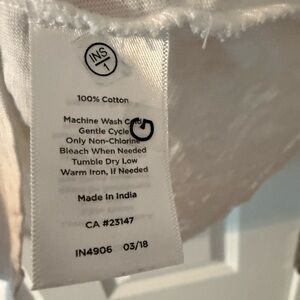 INS
1
100% Cotton
Machine Wash Cold
Gentle Cycle
Only Non-Chlorine
Bleach When Needed
Tumble Dry Low
Warm Iron, If Needed
Made in India
CA #23147
IN4906 03/18